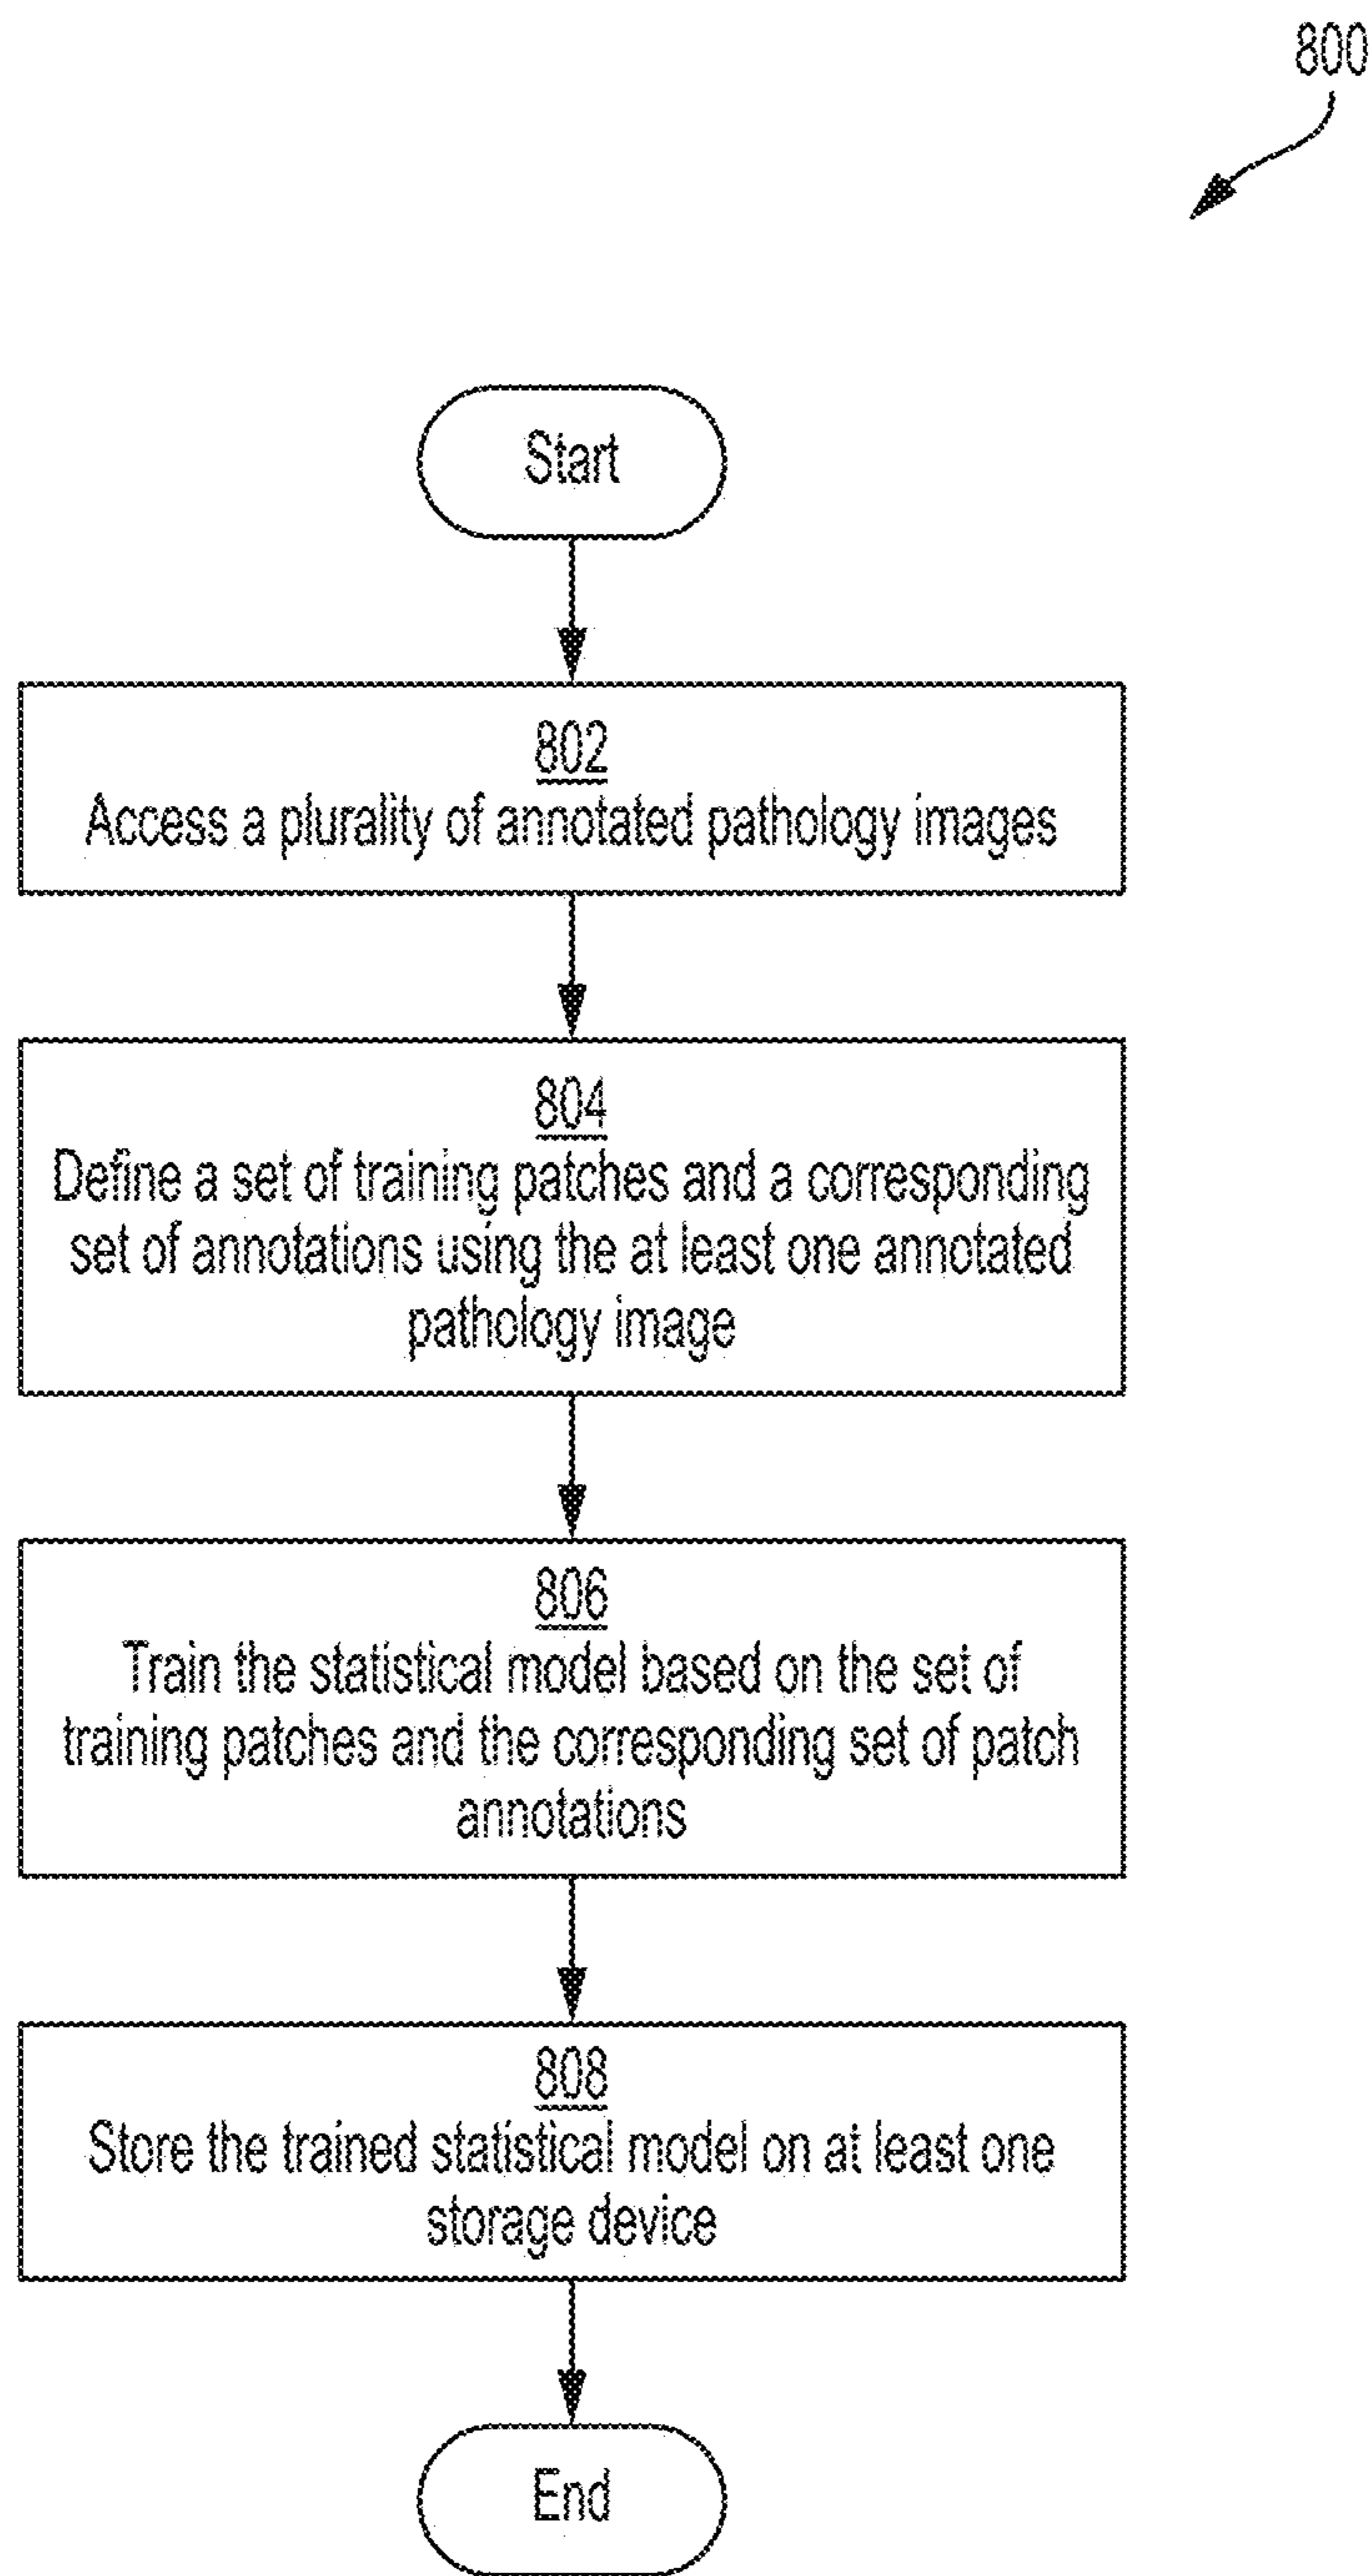 800
Start
802
Access a plurality of annotated pathology images
804
Define a set of training patches and a corresponding
set of annotations using the at least one annotated
pathology image
806
Train the statistical model based on the set of
training patches and the corresponding set of patch
annotations
808
Store the trained statistical model on at least one
storage device
End